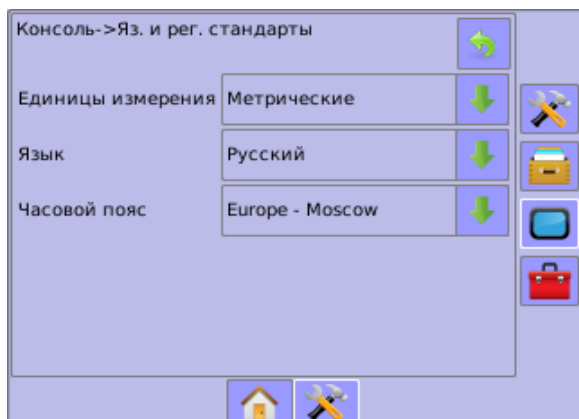 Консоль->Яз. и рег. стандарты
Единицы измерения Метрические
Язык Русский
Часовой пояс Europe - Moscow